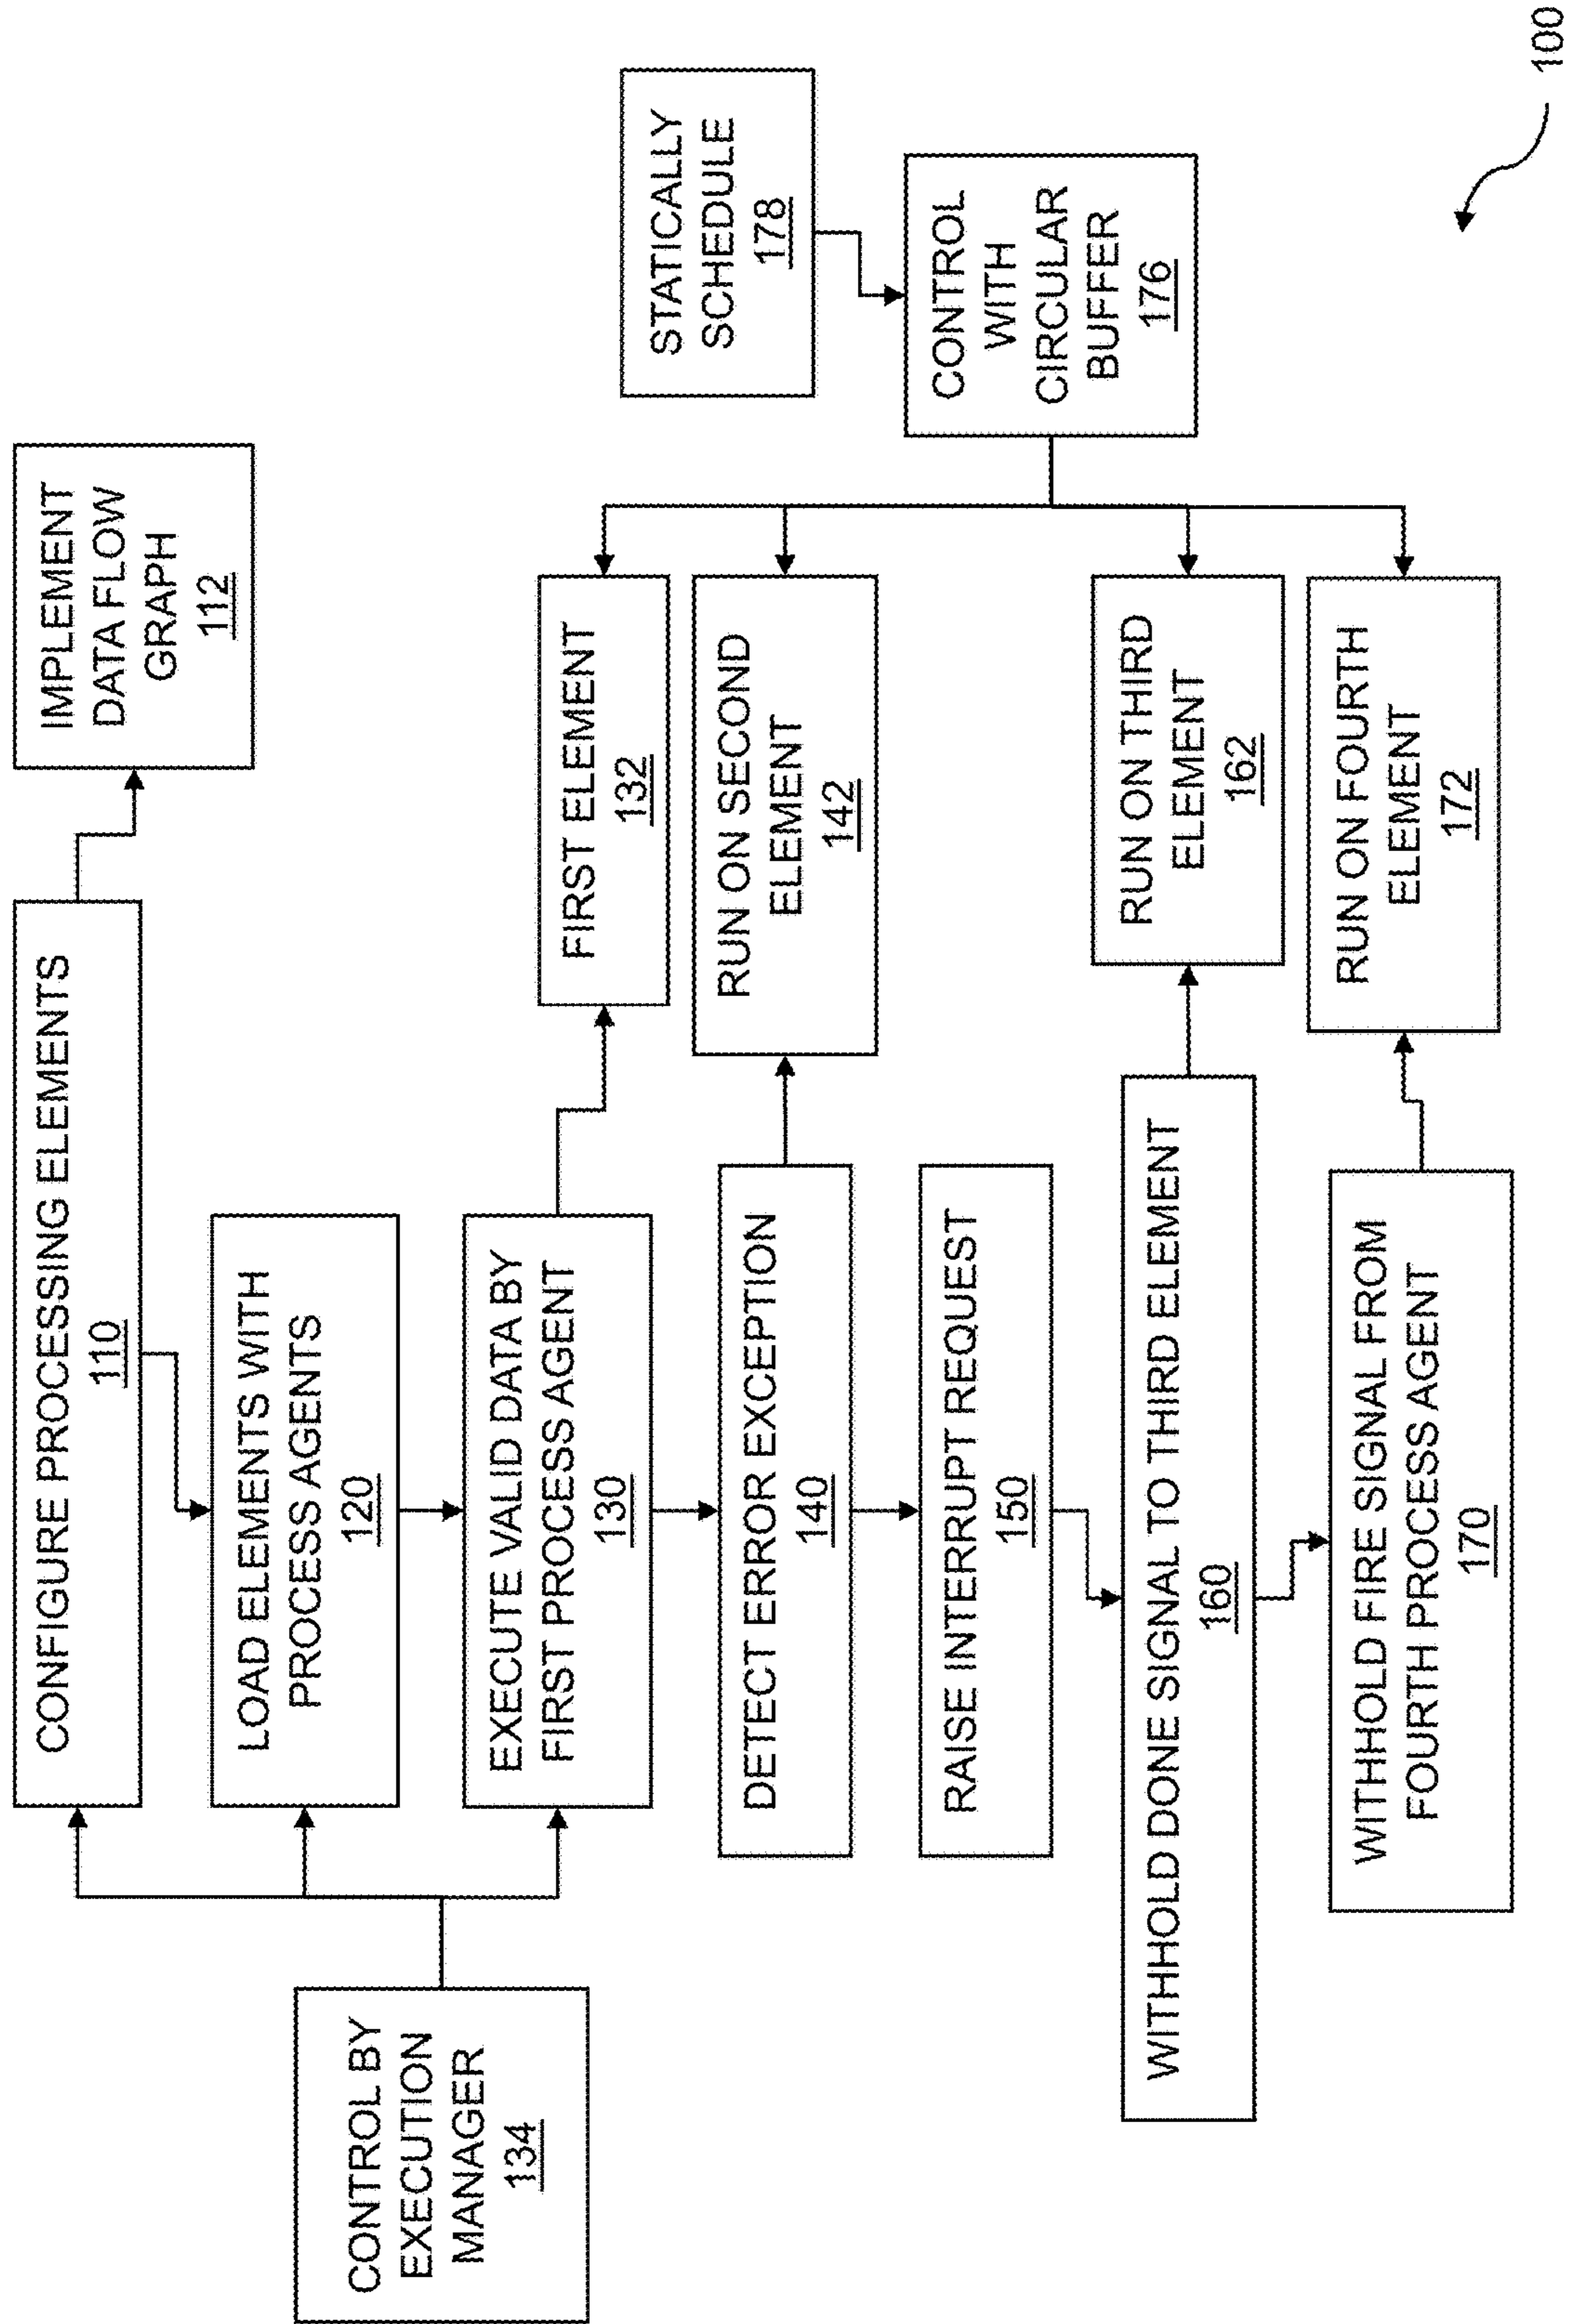 CONFIGURE PROCESSING ELEMENTS
110
IMPLEMENT
DATA FLOW
GRAPH
112
LOAD ELEMENTS WITH
PROCESS AGENTS
120
CONTROL BY
EXECUTION
MANAGER
134
EXECUTE VALID DATA BY
FIRST PROCESS AGENT
130
FIRST ELEMENT
132
DETECT ERROR EXCEPTION
140
RUN ON SECOND
ELEMENT
142
STATICALLY
SCHEDULE
178
RAISE INTERRUPT REQUEST
150
CONTROL
WITH
CIRCULAR
BUFFER
176
WITHHOLD DONE SIGNAL TO THIRD ELEMENT
160
RUN ON THIRD
ELEMENT
162
WITHHOLD FIRE SIGNAL FROM
FOURTH PROCESS AGENT
170
RUN ON FOURTH
ELEMENT
172
100